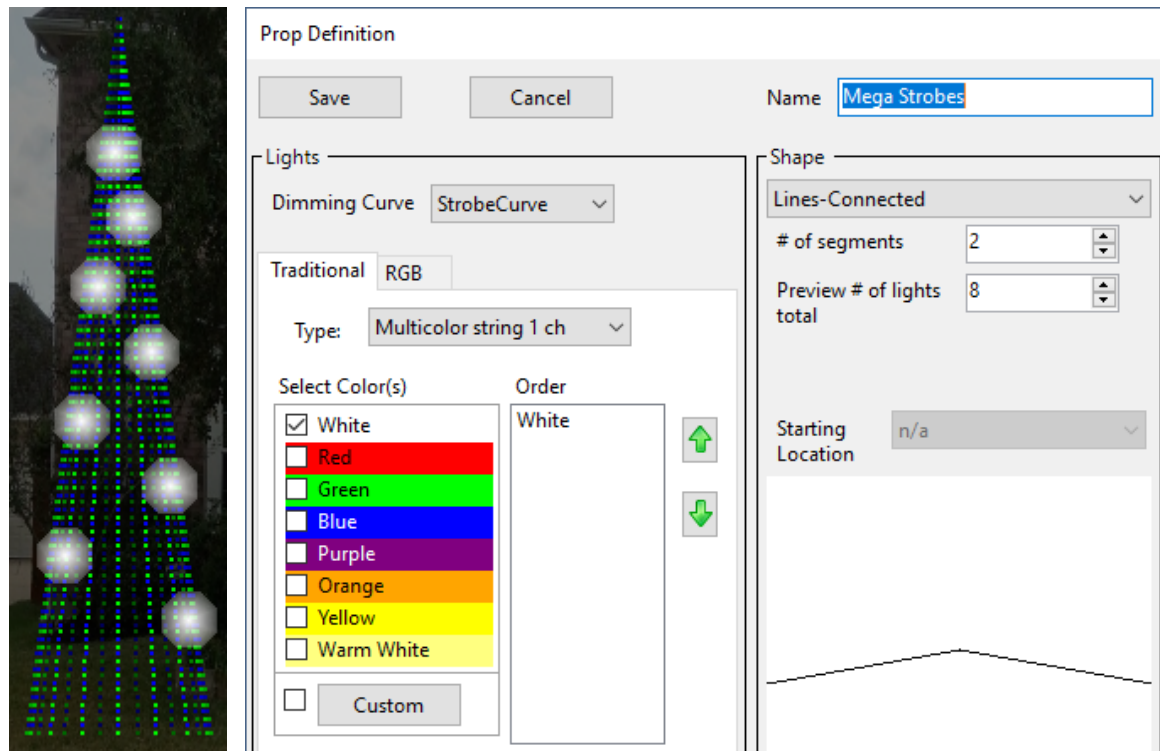 Prop Definition
Save
Cancel
Name
Mega Strobes
Lights
Dimming Curve
StrobeCurve
Traditional
RGB
Type:
Multicolor string 1 ch
Select Color(s)
White
Red
Green
Blue
Purple
Orange
Yellow
Warm White
Custom
Order
White
Shape
Lines-Connected
# of segments
2
Preview # of lights
total
8
Starting
Location
n/a